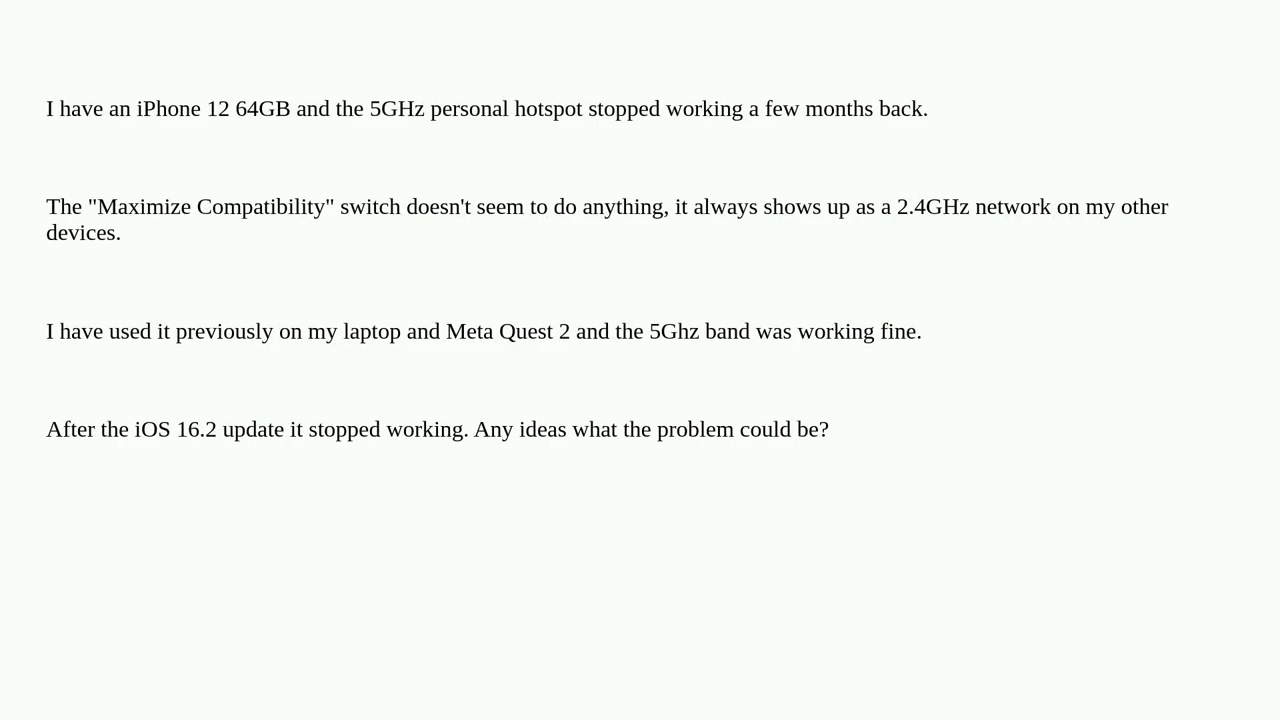 I have an iPhone 12 64GB and the 5GHz personal hotspot stopped working a few months back.
The "Maximize Compatibility" switch doesn't seem to do anything, it always shows up as a 2.4GHz network on my other
devices.
I have used it previously on my laptop and Meta Quest 2 and the 5Ghz band was working fine.
After the iOS 16.2 update it stopped working. Any ideas what the problem could be?